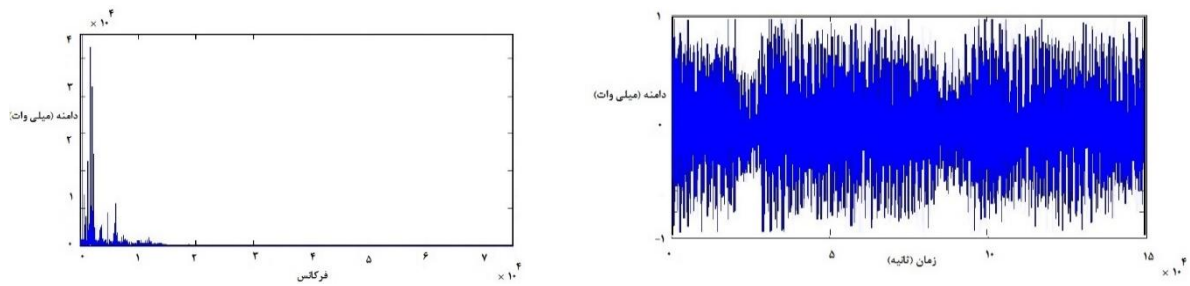 × ۱۰^۴
۴
۳
دامنه (میلی وات)
۲
۱
۰
۰ ۱ ۲ ۳ ۴ ۵ ۶ ۷
فرکانس
× ۱۰^۴
۱
دامنه (میلی وات)
۰
-۱
۰ ۵ ۱۰ ۱۵
زمان (ثانیه)
× ۱۰^۴